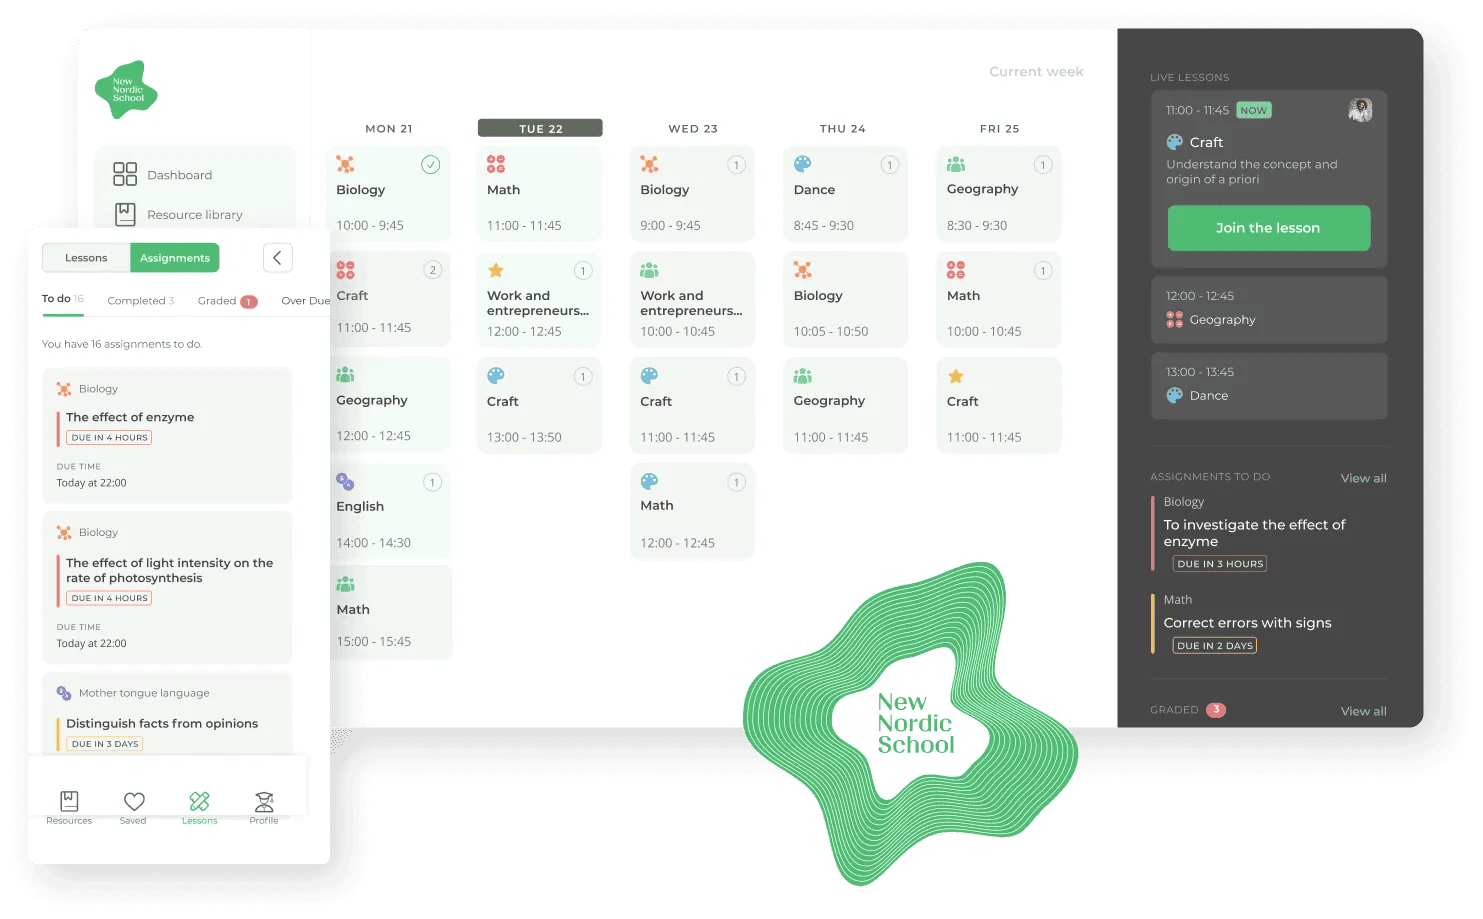 New
Nordic
School
Dashboard
Resource library
Current week
MON 21
Biology
10:00 - 9:45
2
Craft
11:00 - 11:45
Geography
12:00 - 12:45
1
English
14:00 - 14:30
Math
15:00 - 15:45
TUE 22
Math
11:00 - 11:45
1
Work and
entrepreneurs...
12:00 - 12:45
1
Craft
13:00 - 13:50
WED 23
1
Biology
9:00 - 9:45
Work and
entrepreneurs...
10:00 - 10:45
1
Craft
11:00 - 11:45
1
Math
12:00 - 12:45
THU 24
1
Dance
8:45 - 9:30
Biology
10:05 - 10:50
Geography
11:00 - 11:45
FRI 25
1
Geography
8:30 - 9:30
1
Math
10:00 - 10:45
Craft
11:00 - 11:45
LIVE LESSONS
11:00 - 11:45 NOW
Craft
Understand the concept and
origin of a priori
Join the lesson
12:00 - 12:45
Geography
13:00 - 13:45
Dance
ASSIGNMENTS TO DO View all
Biology
To investigate the effect of
enzyme
DUE IN 3 HOURS
Math
Correct errors with signs
DUE IN 2 DAYS
GRADED 3 View all
Lessons Assignments
To do 16 Completed 3 Graded 1 Over Due
You have 16 assignments to do.
Biology
The effect of enzyme
DUE IN 4 HOURS
DUE TIME
Today at 22:00
Biology
The effect of light intensity on the
rate of photosynthesis
DUE IN 4 HOURS
DUE TIME
Today at 22:00
Mother tongue language
Distinguish facts from opinions
DUE IN 3 DAYS
Resources Saved Lessons Profile
New
Nordic
School